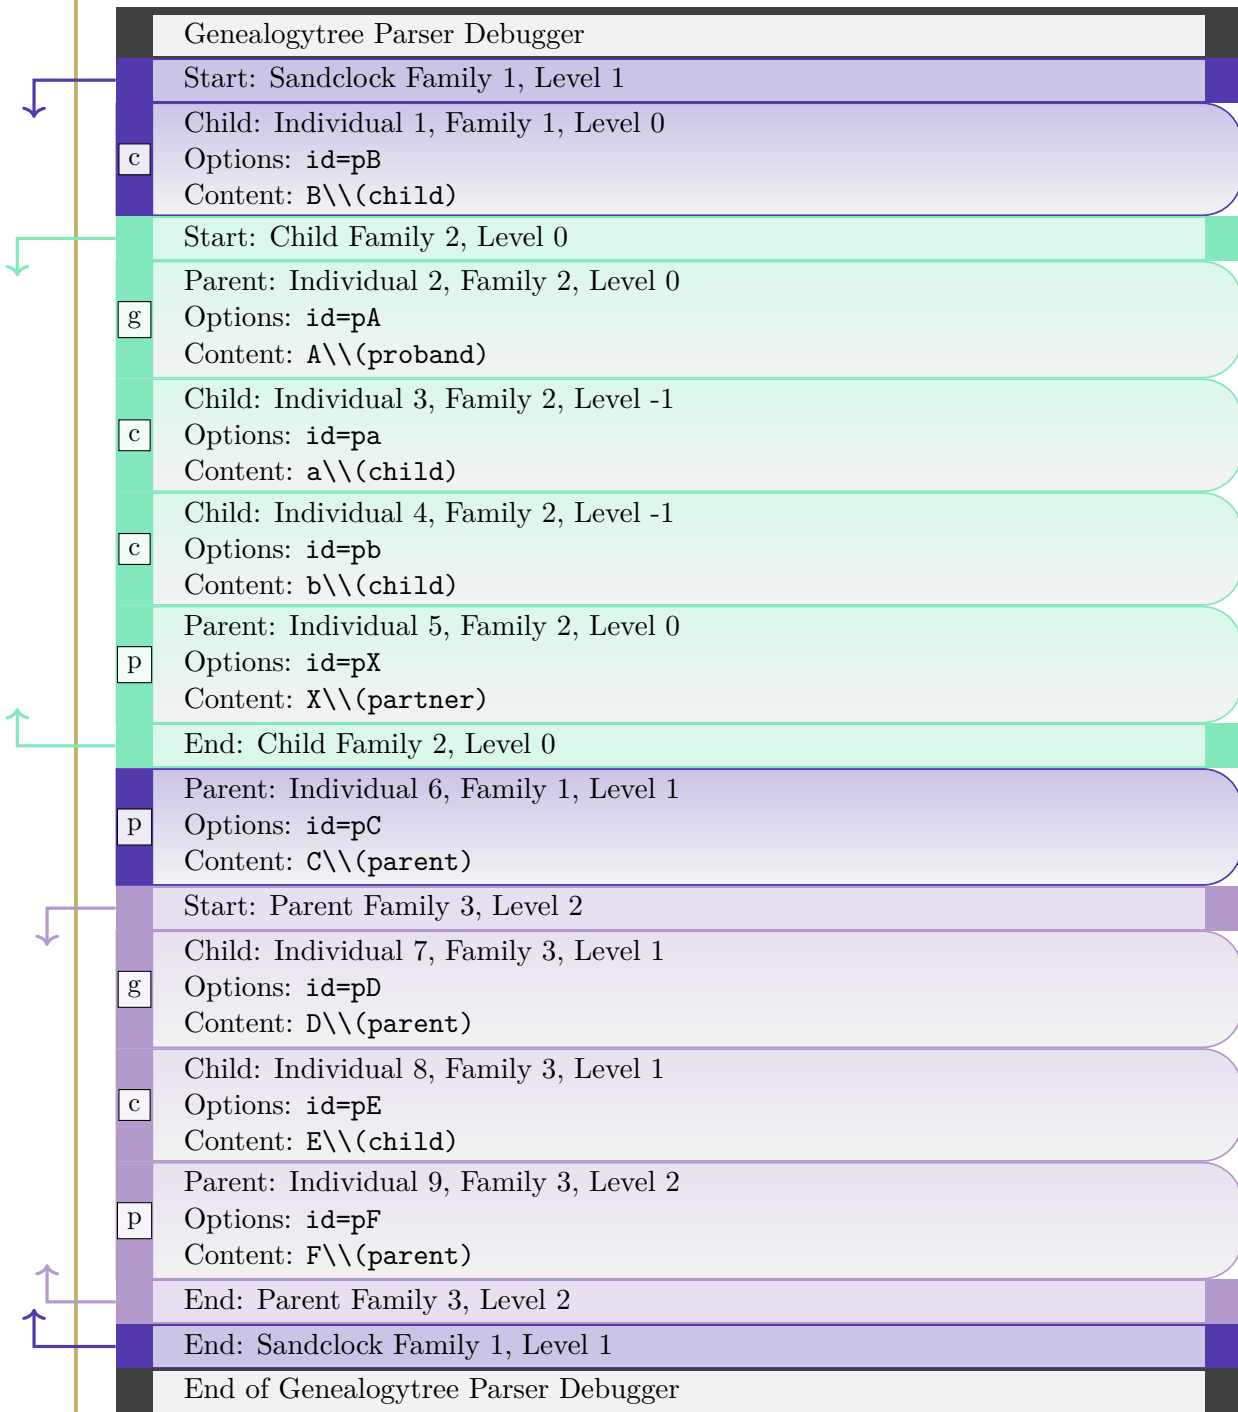 Genealogytree Parser Debugger
Start: Sandclock Family 1, Level 1
Child: Individual 1, Family 1, Level 0
c Options: id=pB
Content: B\\(child)
Start: Child Family 2, Level 0
Parent: Individual 2, Family 2, Level 0
g Options: id=pA
Content: A\\(proband)
Child: Individual 3, Family 2, Level -1
c Options: id=pa
Content: a\\(child)
Child: Individual 4, Family 2, Level -1
c Options: id=pb
Content: b\\(child)
Parent: Individual 5, Family 2, Level 0
p Options: id=pX
Content: X\\(partner)
End: Child Family 2, Level 0
Parent: Individual 6, Family 1, Level 1
p Options: id=pC
Content: C\\(parent)
Start: Parent Family 3, Level 2
Child: Individual 7, Family 3, Level 1
g Options: id=pD
Content: D\\(parent)
Child: Individual 8, Family 3, Level 1
c Options: id=pE
Content: E\\(child)
Parent: Individual 9, Family 3, Level 2
p Options: id=pF
Content: F\\(parent)
End: Parent Family 3, Level 2
End: Sandclock Family 1, Level 1
End of Genealogytree Parser Debugger